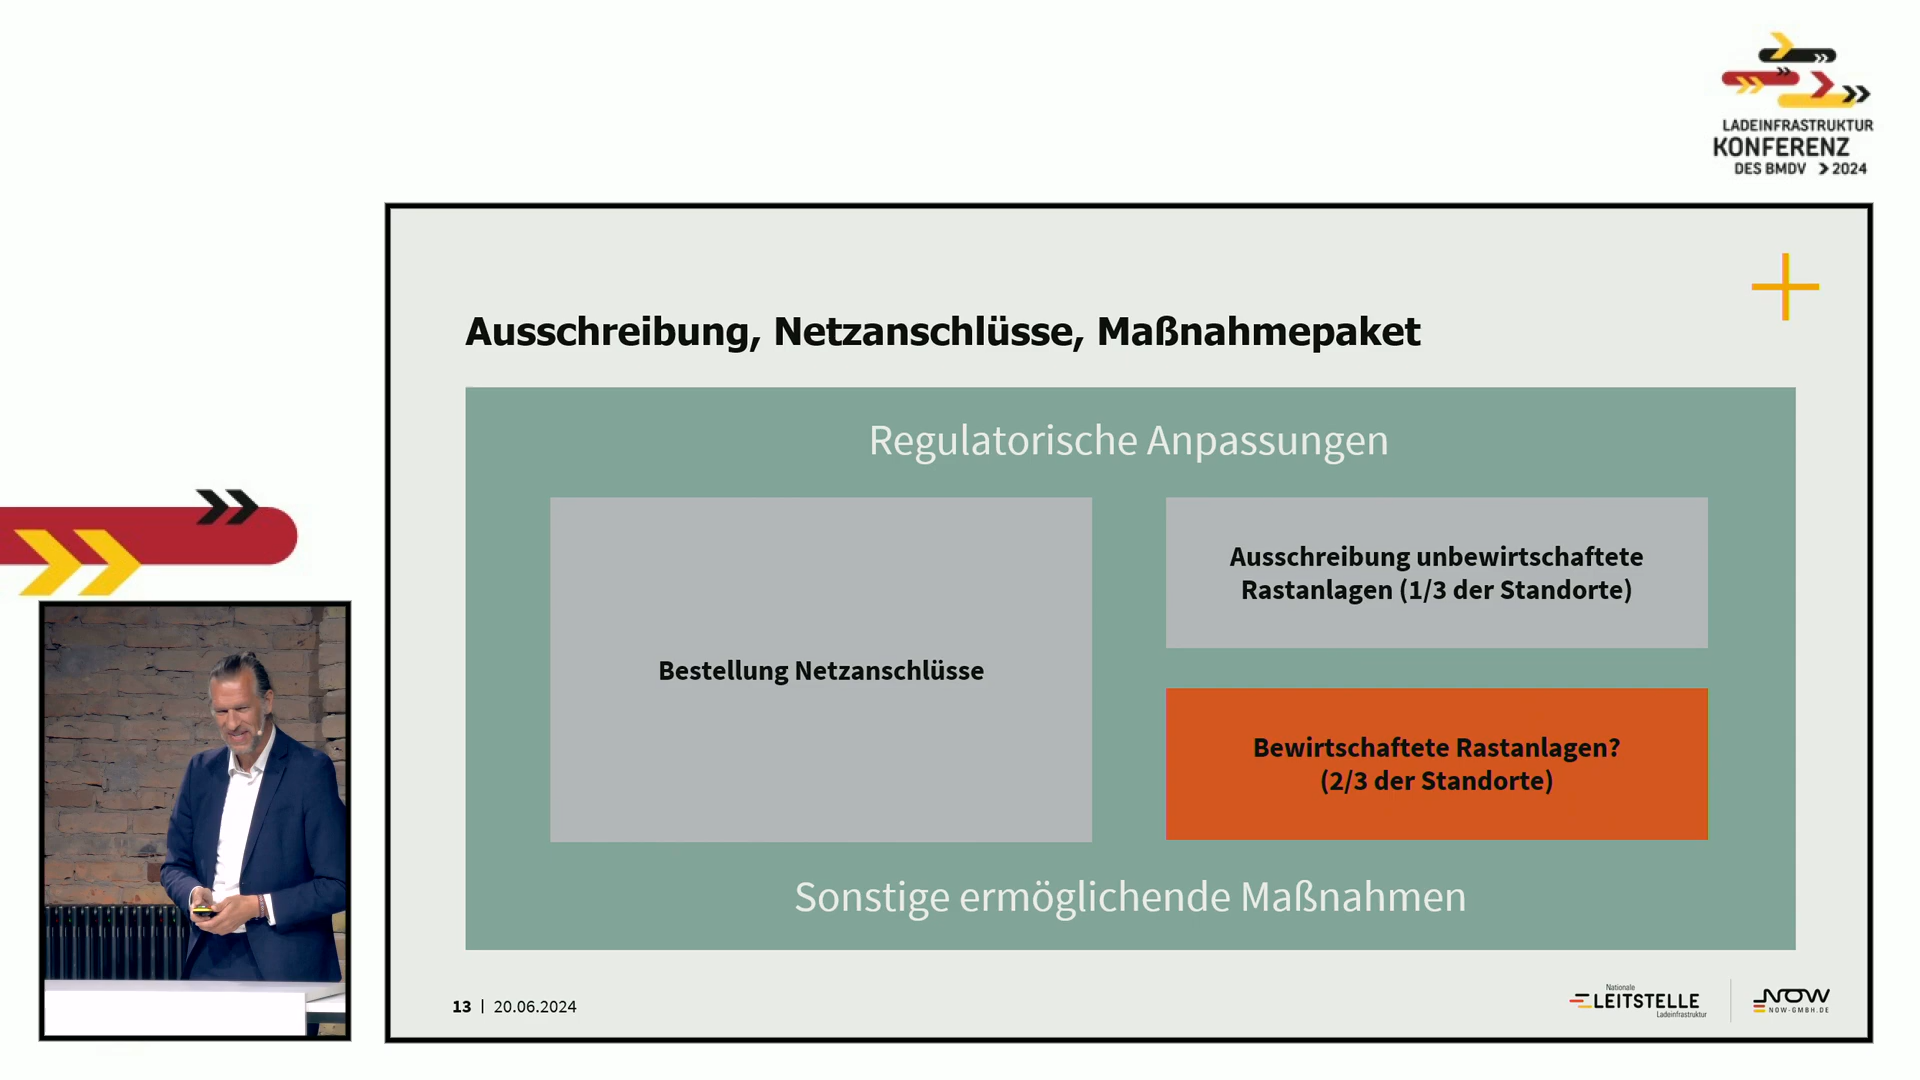 LADEINFRASTRUKTUR
KONFERENZ
DES BMDV 2024
Ausschreibung, Netzanschlüsse, Maßnahmepaket
Regulatorische Anpassungen
Bestellung Netzanschlüsse
Ausschreibung unbewirtschaftete
Rastanlagen (1/3 der Standorte)
Bewirtschaftete Rastanlagen?
(2/3 der Standorte)
Sonstige ermöglichende Maßnahmen
13 | 20.06.2024
Nationale
LEITSTELLE
Ladeinfrastruktur
NOW
NOW-GMBH.DE